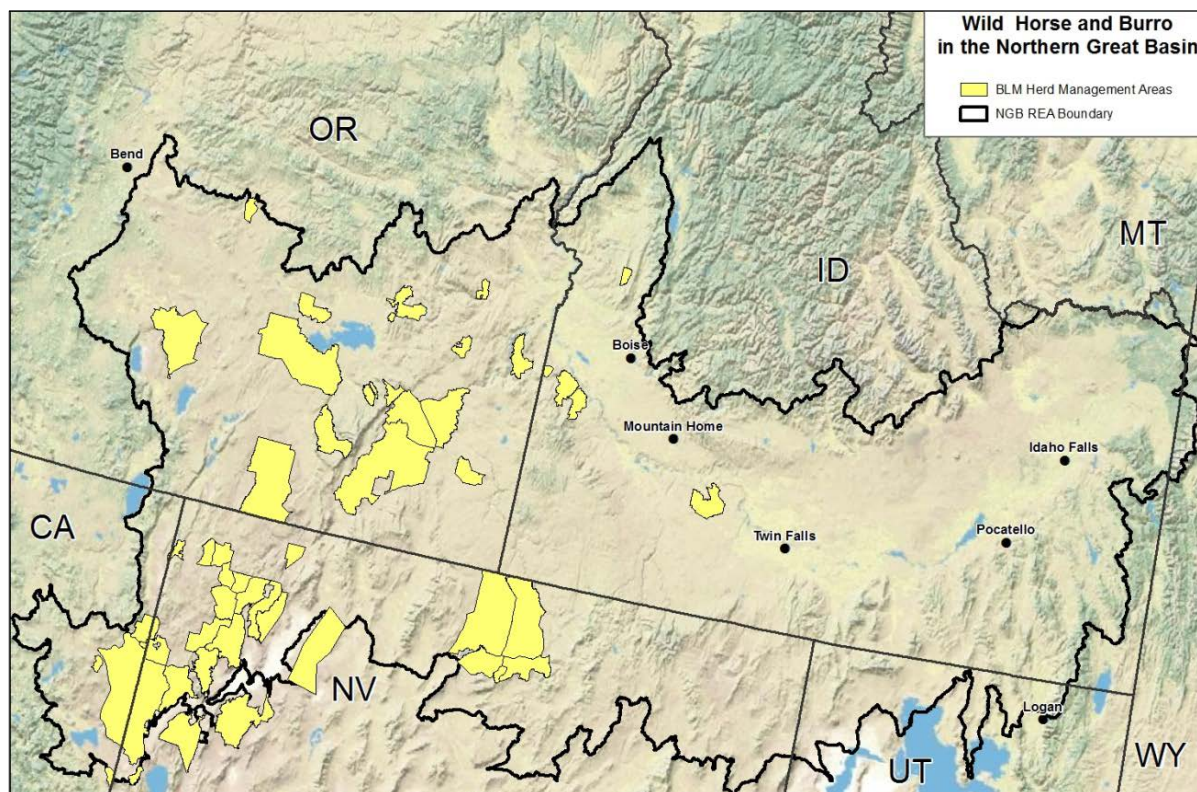 Wild Horse and Burro
in the Northern Great Basin
BLM Herd Management Areas
NGB REA Boundary
OR
Bend
MT
ID
Boise
Mountain Home
Idaho Falls
CA
Twin Falls
Pocatello
NV
Logan
WY
UT